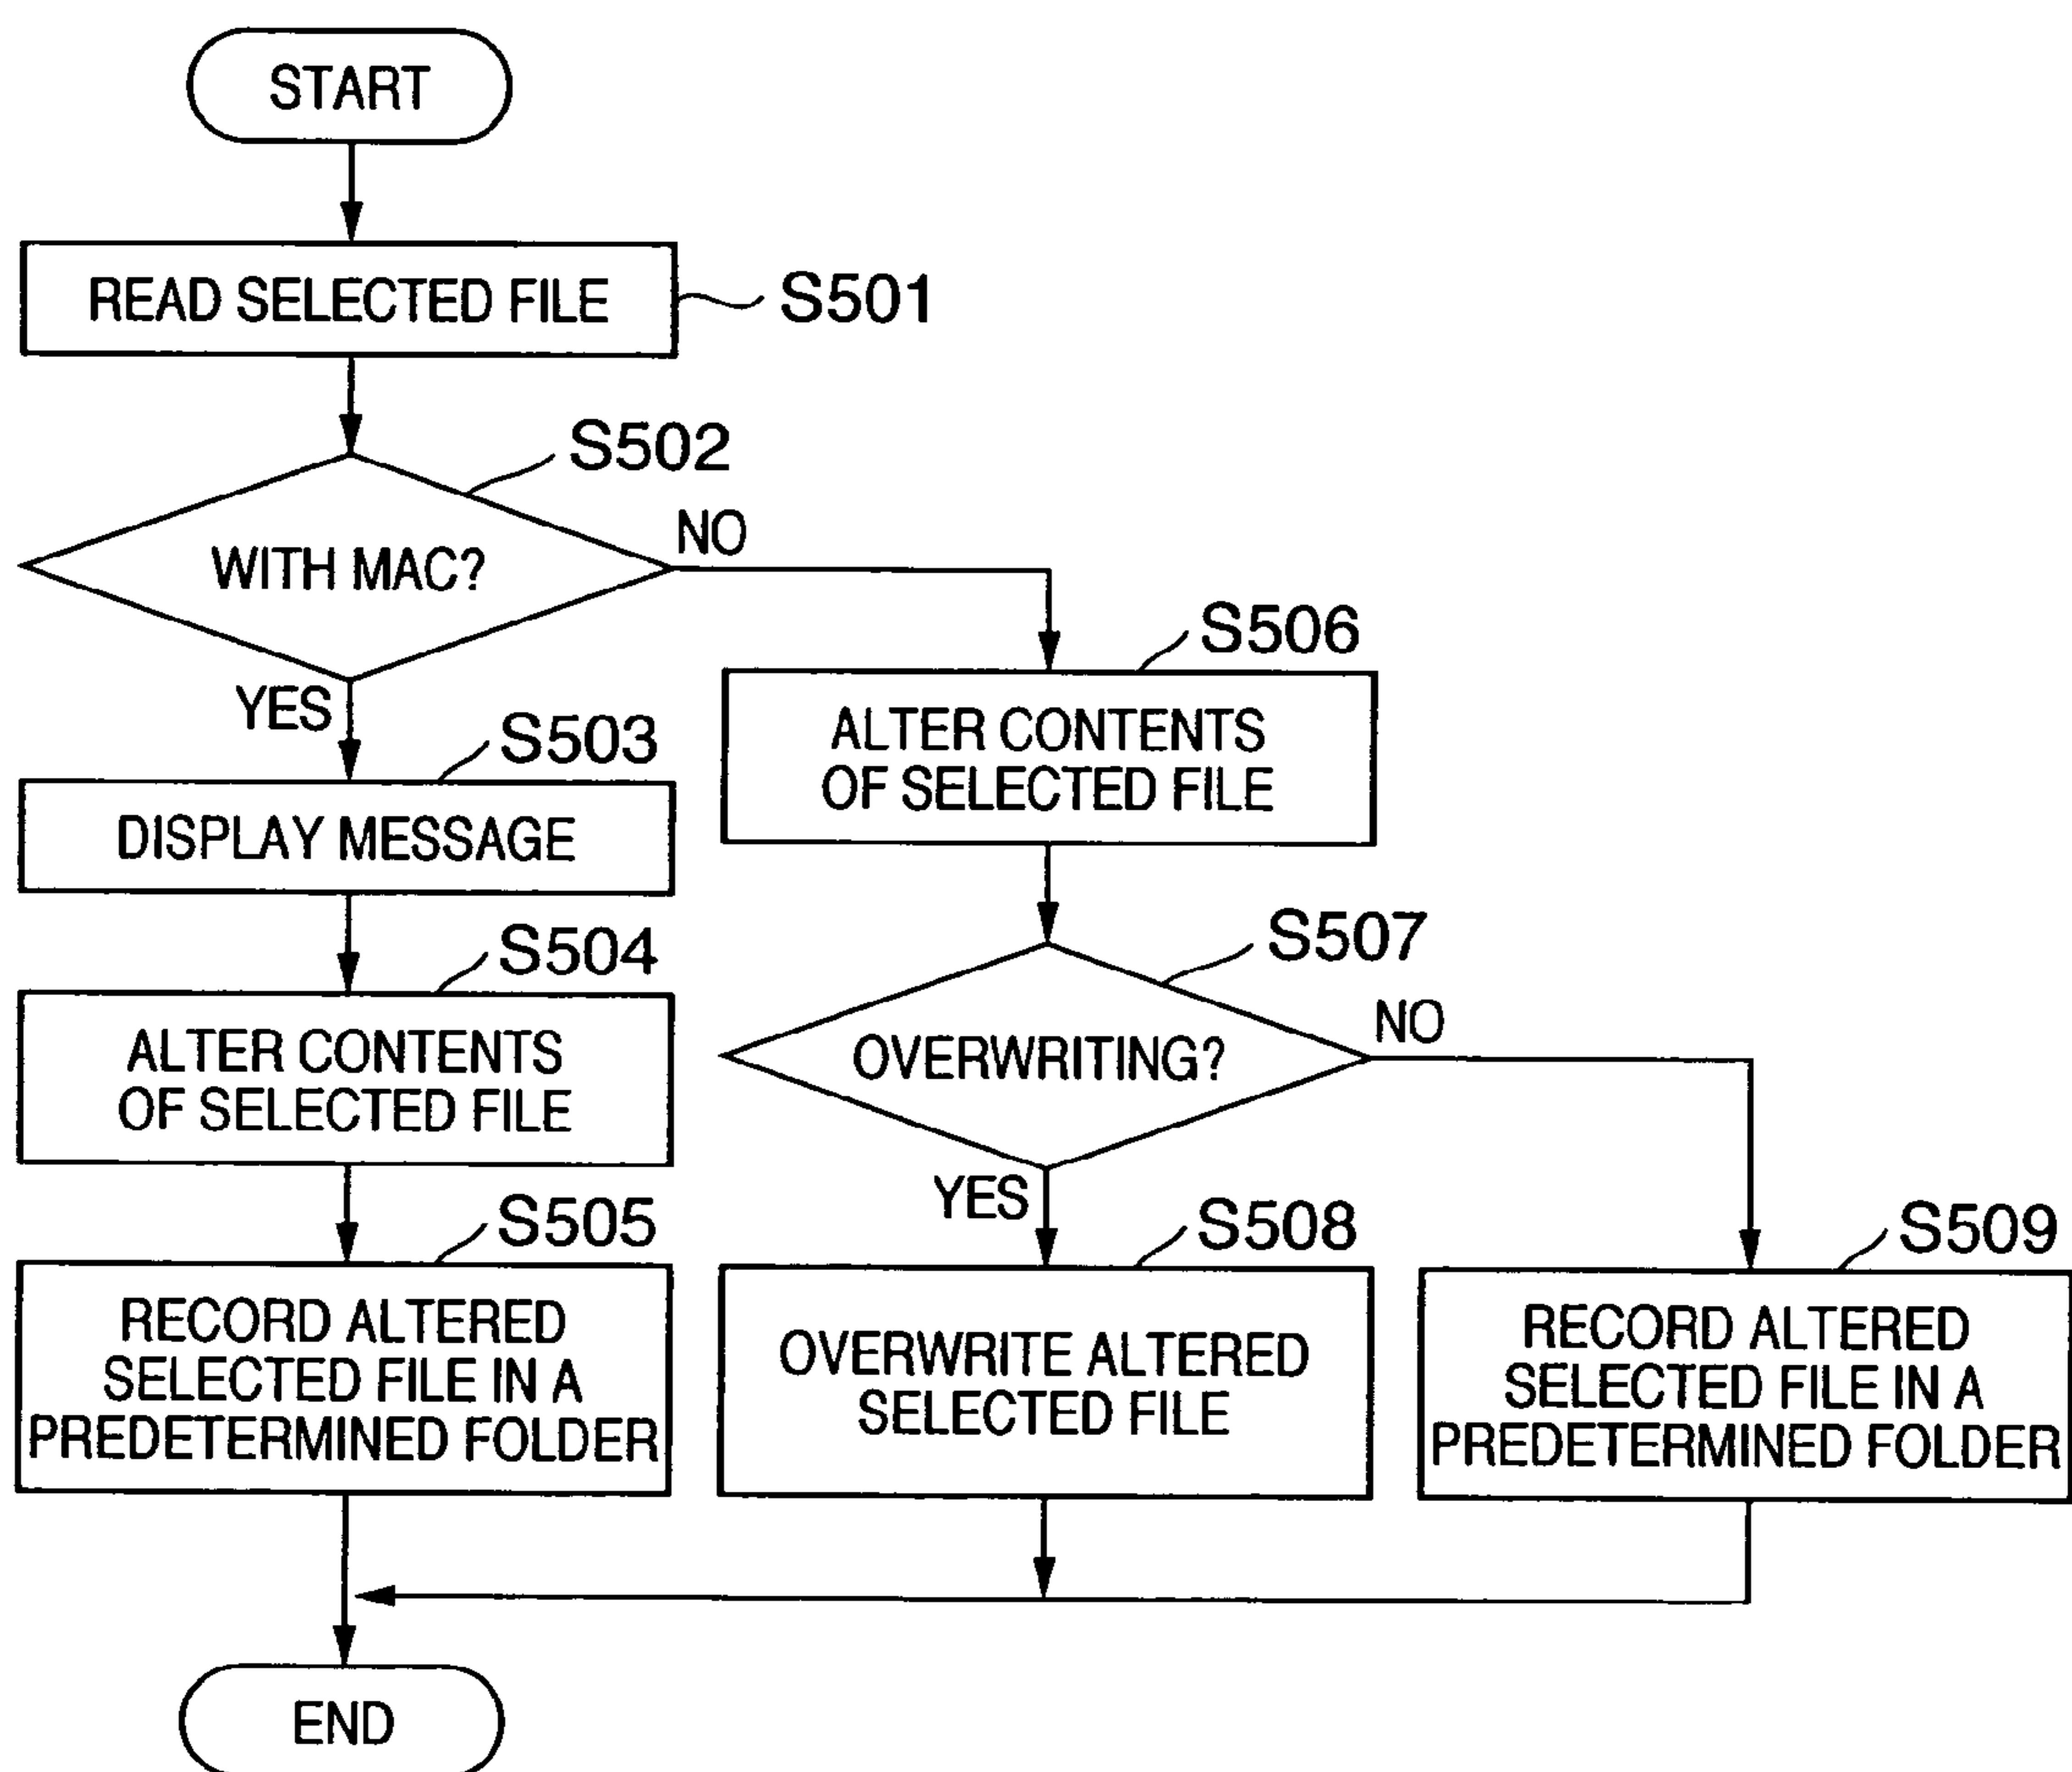 START
READ SELECTED FILE
S501
S502
WITH MAC?
NO
YES
S503
DISPLAY MESSAGE
S504
ALTER CONTENTS
OF SELECTED FILE
S505
RECORD ALTERED
SELECTED FILE IN A
PREDETERMINED FOLDER
S506
ALTER CONTENTS
OF SELECTED FILE
S507
OVERWRITING?
NO
YES
S508
OVERWRITE ALTERED
SELECTED FILE
S509
RECORD ALTERED
SELECTED FILE IN A
PREDETERMINED FOLDER
END